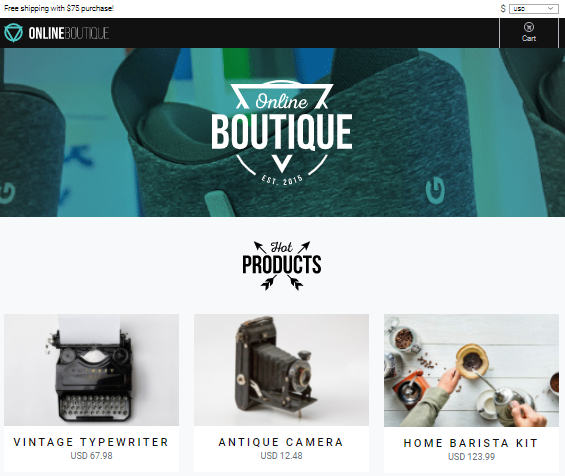 Free shipping with $75 purchase!
$ USD
ONLINEBOUTIQUE
Cart
Online
BOUTIQUE
EST. 2015
G
Hot
PRODUCTS
VINTAGE TYPEWRITER
USD 67.98
ANTIQUE CAMERA
USD 12.48
HOME BARISTA KIT
USD 123.99